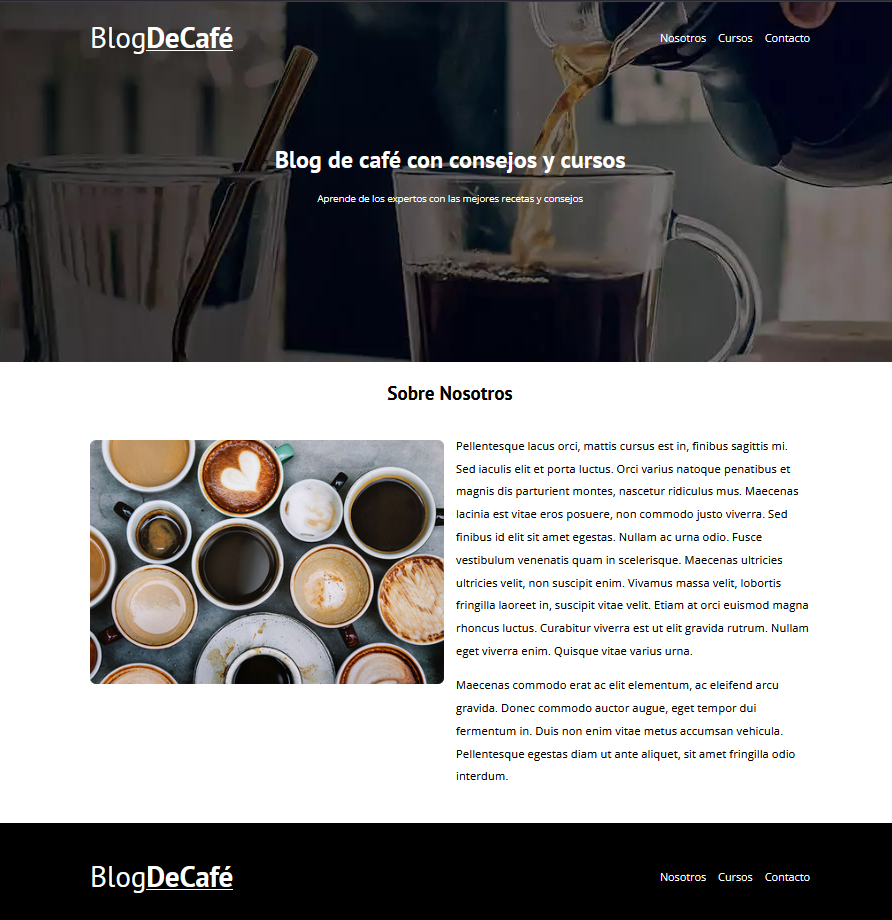 BlogDeCafé
Nosotros Cursos Contacto
Blog de café con consejos y cursos
Aprende de los expertos con las mejores recetas y consejos
Sobre Nosotros
Pellentesque lacus orci, mattis cursus est in, finibus sagittis mi.
Sed iaculis elit et porta luctus. Orci varius natoque penatibus et
magnis dis parturient montes, nascetur ridiculus mus. Maecenas
lacinia est vitae eros posuere, non commodo justo viverra. Sed
finibus id elit sit amet egestas. Nullam ac urna odio. Fusce
vestibulum venenatis quam in scelerisque. Maecenas ultricies
ultricies velit, non suscipit enim. Vivamus massa velit, lobortis
fringilla laoreet in, suscipit vitae velit. Etiam at orci euismod magna
rhoncus luctus. Curabitur viverra est ut elit gravida rutrum. Nullam
eget viverra enim. Quisque vitae varius urna.
Maecenas commodo erat ac elit elementum, ac eleifend arcu
gravida. Donec commodo auctor augue, eget tempor dui
fermentum in. Duis non enim vitae metus accumsan vehicula.
Pellentesque egestas diam ut ante aliquet, sit amet fringilla odio
interdum.
BlogDeCafé
Nosotros Cursos Contacto